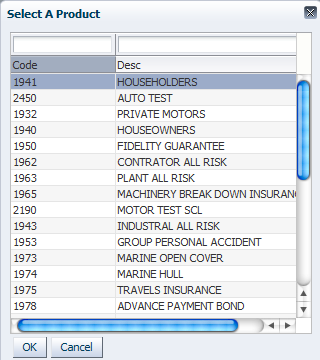 Select A Product
Code Desc
1941 HOUSEHOLDERS
2450 AUTO TEST
1932 PRIVATE MOTORS
1940 HOUSEOWNERS
1950 FIDELITY GUARANTEE
1962 CONTRATOR ALL RISK
1963 PLANT ALL RISK
1965 MACHINERY BREAK DOWN INSURANC
2190 MOTOR TEST SCL
1943 INDUSTRAL ALL RISK
1953 GROUP PERSONAL ACCIDENT
1973 MARINE OPEN COVER
1974 MARINE HULL
1975 TRAVELS INSURANCE
1978 ADVANCE PAYMENT BOND
OK Cancel